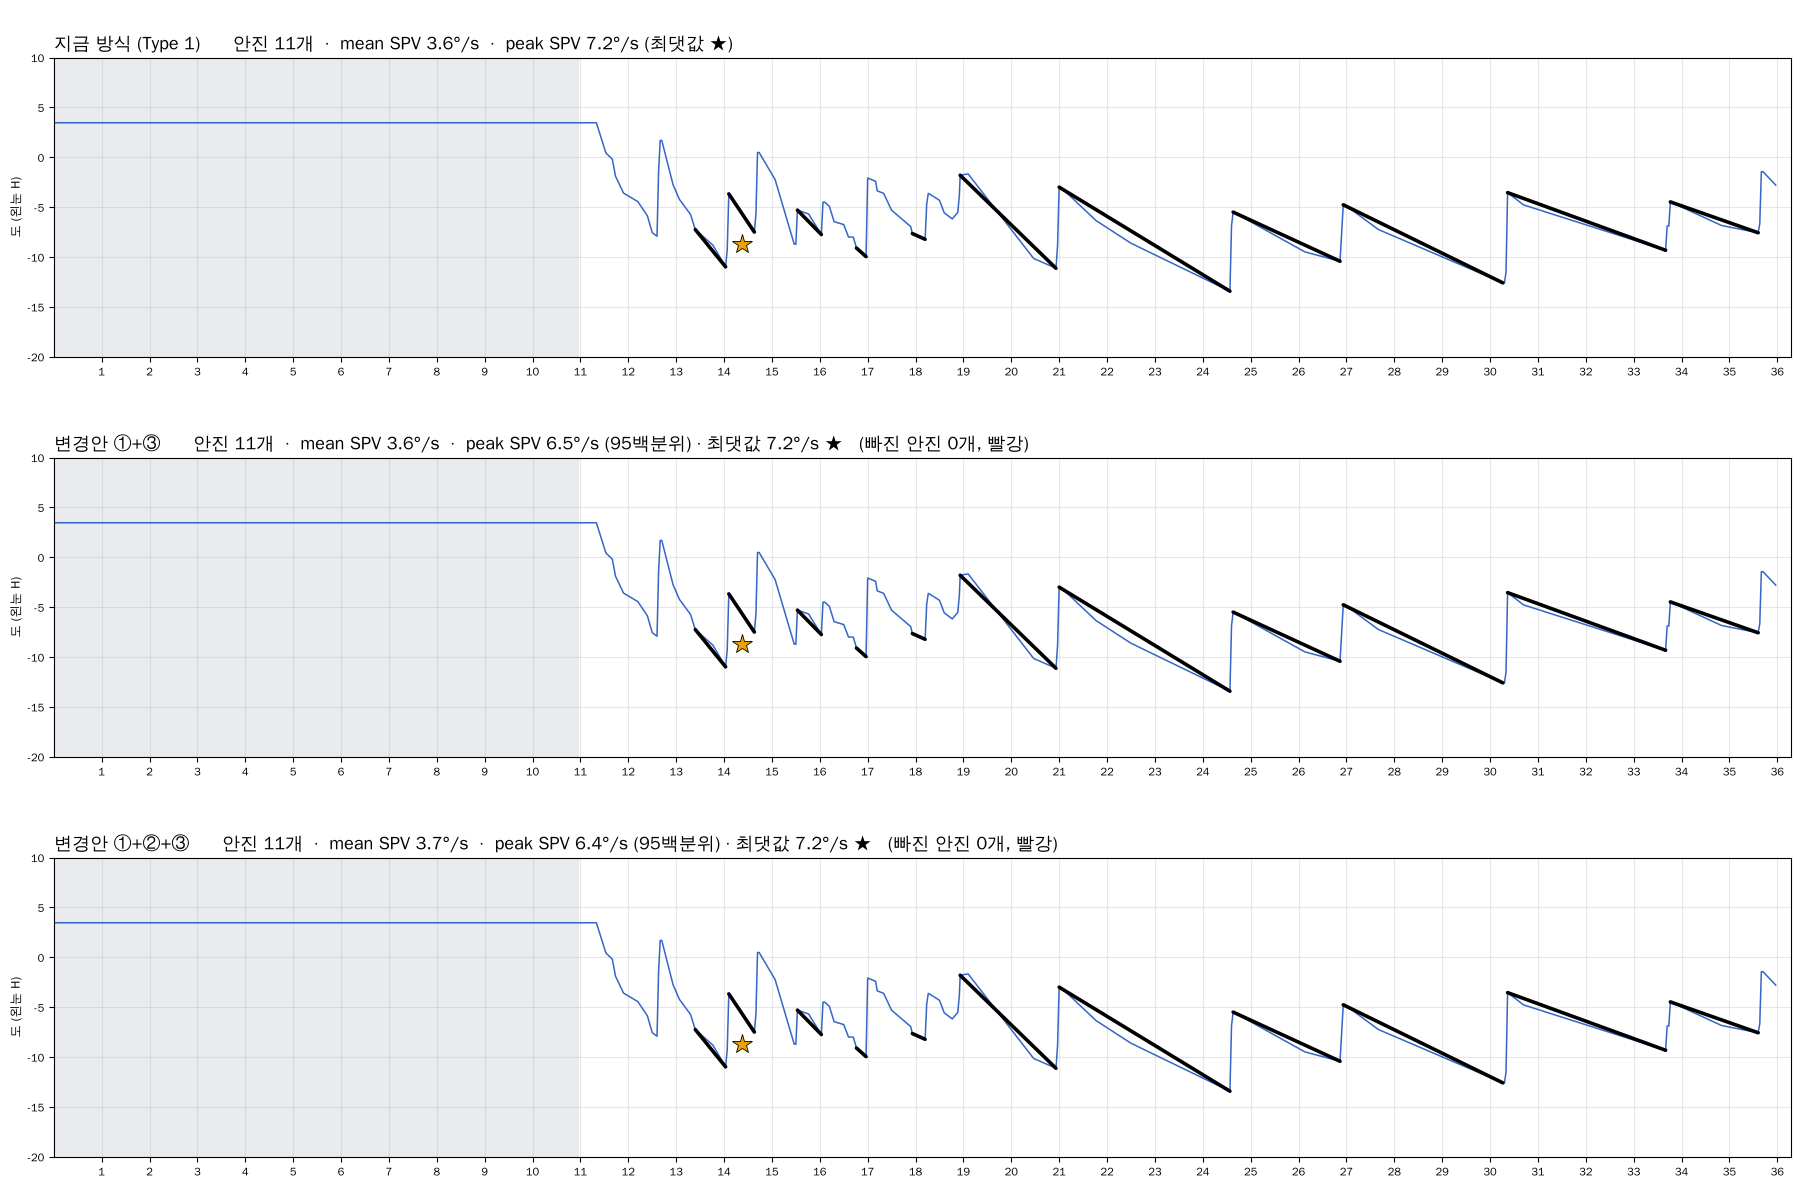 지금 방식 (Type 1)  안진 11개 · mean SPV 3.6°/s · peak SPV 7.2°/s (최댓값 ★)
10
5
0
-5
-10
-15
-20
도 (왼눈 H)
1 2 3 4 5 6 7 8 9 10 11 12 13 14 15 16 17 18 19 20 21 22 23 24 25 26 27 28 29 30 31 32 33 34 35 36
변경안 ①+③  안진 11개 · mean SPV 3.6°/s · peak SPV 6.5°/s (95백분위) · 최댓값 7.2°/s ★ (빠진 안진 0개, 빨강)
10
5
0
-5
-10
-15
-20
도 (왼눈 H)
1 2 3 4 5 6 7 8 9 10 11 12 13 14 15 16 17 18 19 20 21 22 23 24 25 26 27 28 29 30 31 32 33 34 35 36
변경안 ①+②+③  안진 11개 · mean SPV 3.7°/s · peak SPV 6.4°/s (95백분위) · 최댓값 7.2°/s ★ (빠진 안진 0개, 빨강)
10
5
0
-5
-10
-15
-20
도 (왼눈 H)
1 2 3 4 5 6 7 8 9 10 11 12 13 14 15 16 17 18 19 20 21 22 23 24 25 26 27 28 29 30 31 32 33 34 35 36